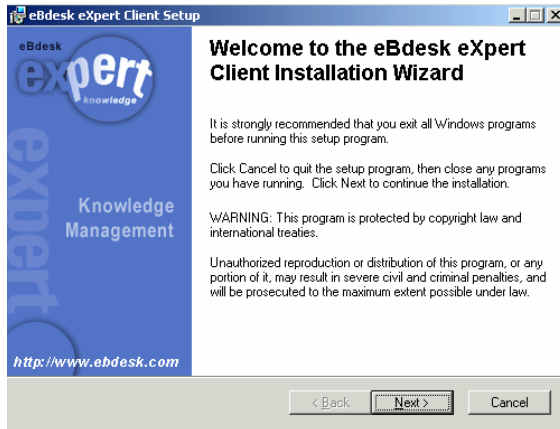 eBdesk eXpert Client Setup
eBdesk
expert
knowledge
expert
Knowledge
Management
http://www.ebdesk.com
Welcome to the eBdesk eXpert
Client Installation Wizard
It is strongly recommended that you exit all Windows programs
before running this setup program.
Click Cancel to quit the setup program, then close any programs
you have running. Click Next to continue the installation.
WARNING: This program is protected by copyright law and
international treaties.
Unauthorized reproduction or distribution of this program, or any
portion of it, may result in severe civil and criminal penalties, and
will be prosecuted to the maximum extent possible under law.
< Back
Next >
Cancel